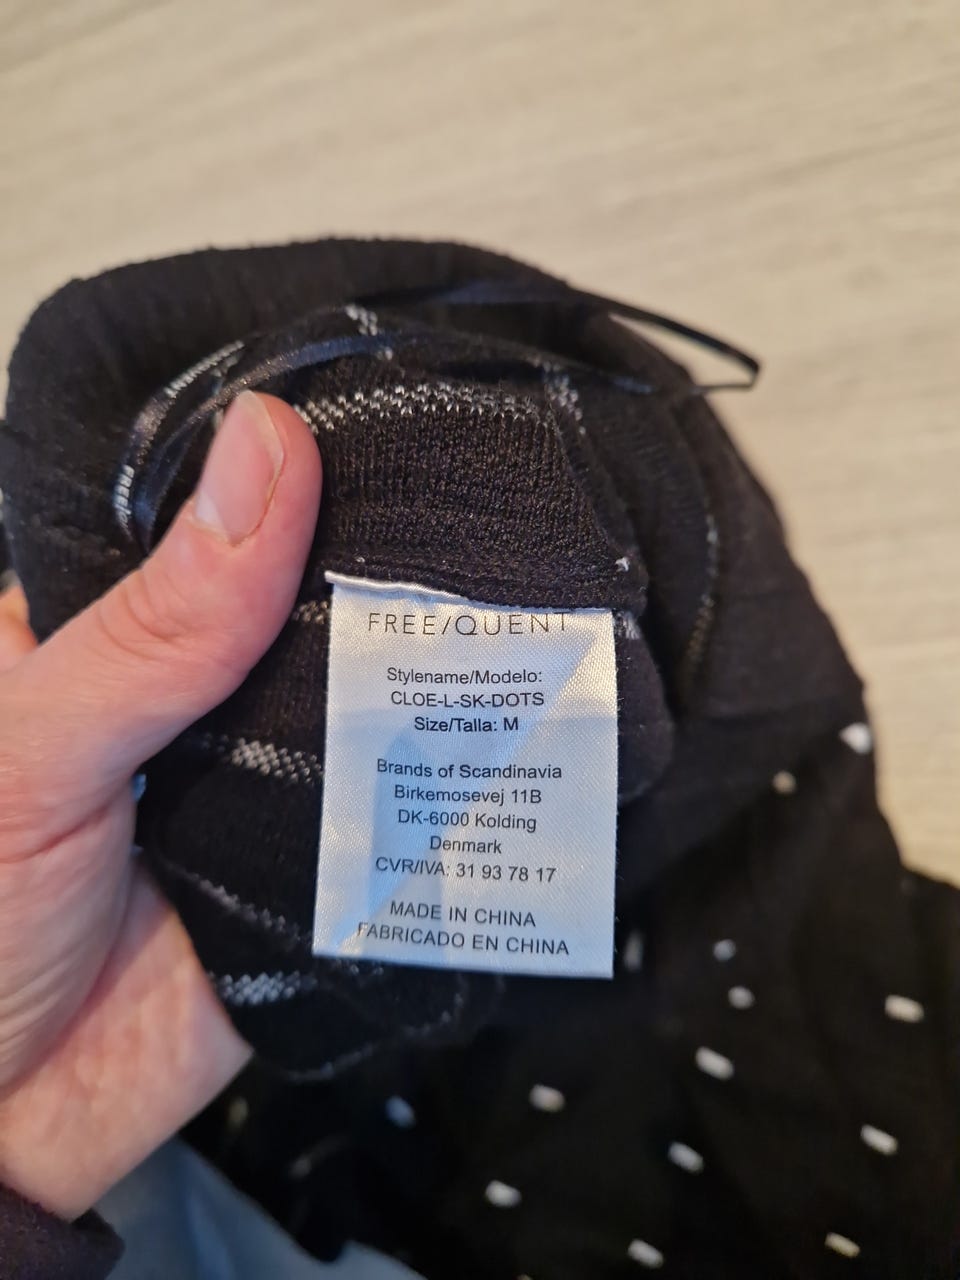 FREE/QUENT
Stylename/Modelo:
CLOE-L-SK-DOTS
Size/Talla: M
Brands of Scandinavia
Birkemosevej 11B
DK-6000 Kolding
Denmark
CVR/IVA: 31 93 78 17
MADE IN CHINA
FABRICADO EN CHINA